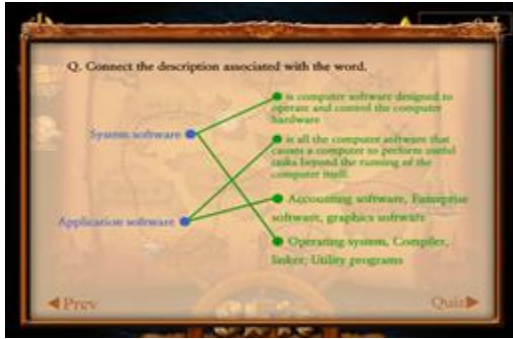 Q. Connect the description associated with the word.
is computer software designed to
operate and control the computer
hardware
System software
is all the computer software that
causes a computer to perform useful
tasks beyond the running of the
computer itself.
Accounting software, Enterprise
software, graphics software
Application software
Operating system, Compiler,
linker, Utility programs
Prev
Quit